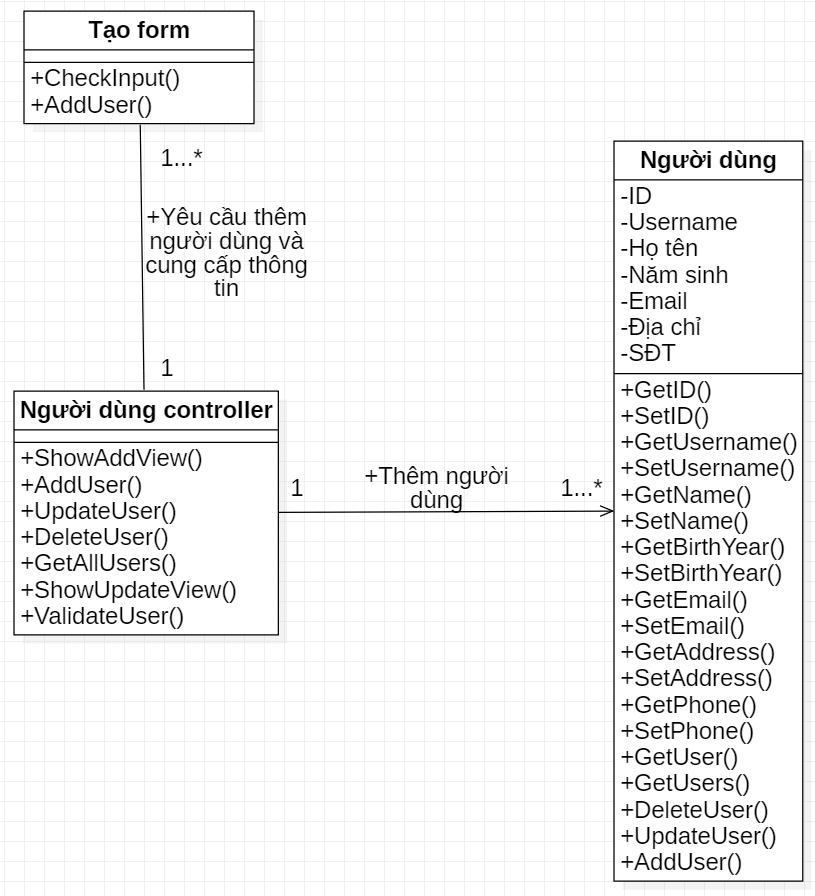 Tạo form
+CheckInput()
+AddUser()
1...*
+Yêu cầu thêm
người dùng và
cung cấp thông
tin
1
Người dùng controller
+ShowAddView()
+AddUser()
+UpdateUser()
+DeleteUser()
+GetAllUsers()
+ShowUpdateView()
+ValidateUser()
1
+Thêm người
dùng
1...*
Người dùng
-ID
-Username
-Họ tên
-Năm sinh
-Email
-Địa chỉ
-SĐT
+GetID()
+SetID()
+GetUsername()
+SetUsername()
+GetName()
+SetName()
+GetBirthYear()
+SetBirthYear()
+GetEmail()
+SetEmail()
+GetAddress()
+SetAddress()
+GetPhone()
+SetPhone()
+GetUser()
+GetUsers()
+DeleteUser()
+UpdateUser()
+AddUser()